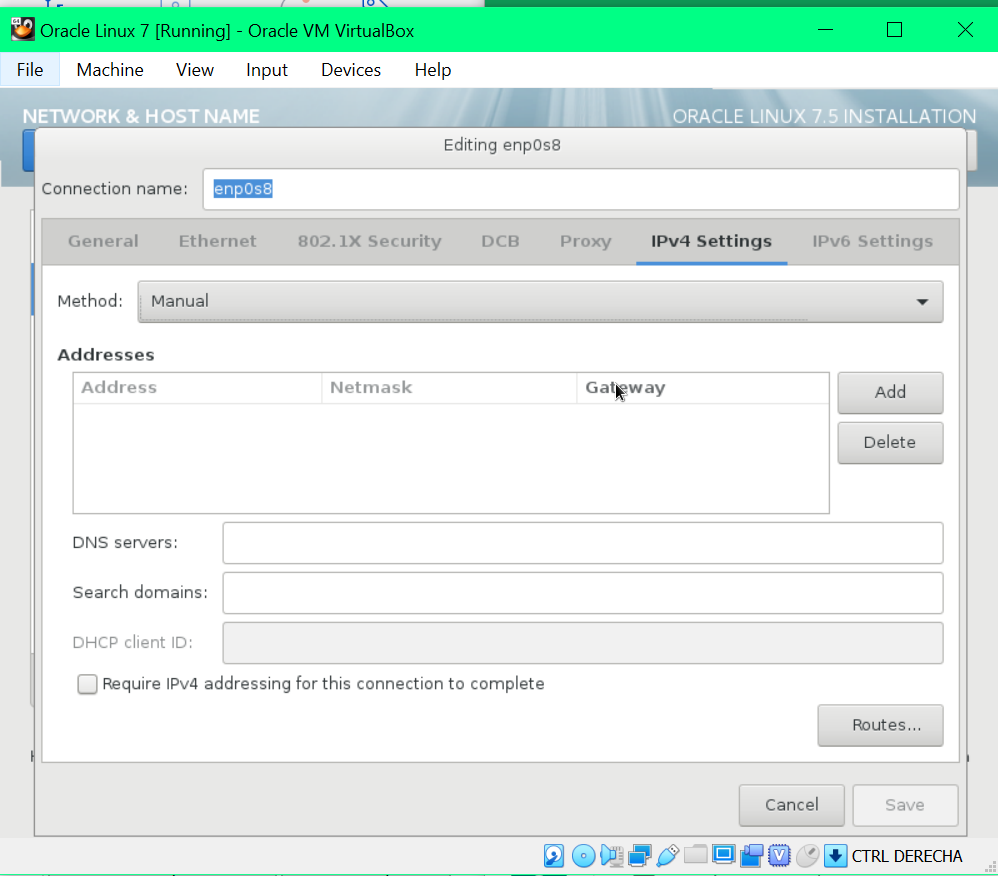 Oracle Linux 7 [Running] - Oracle VM VirtualBox
File Machine View Input Devices Help
NETWORK & HOST NAME ORACLE LINUX 7.5 INSTALLATION
Editing enp0s8
Connection name: enp0s8
General Ethernet 802.1X Security DCB Proxy IPv4 Settings IPv6 Settings
Method: Manual
Addresses
Address Netmask Gateway
Add
Delete
DNS servers:
Search domains:
DHCP client ID:
Require IPv4 addressing for this connection to complete
Routes...
Cancel Save
CTRL DERECHA